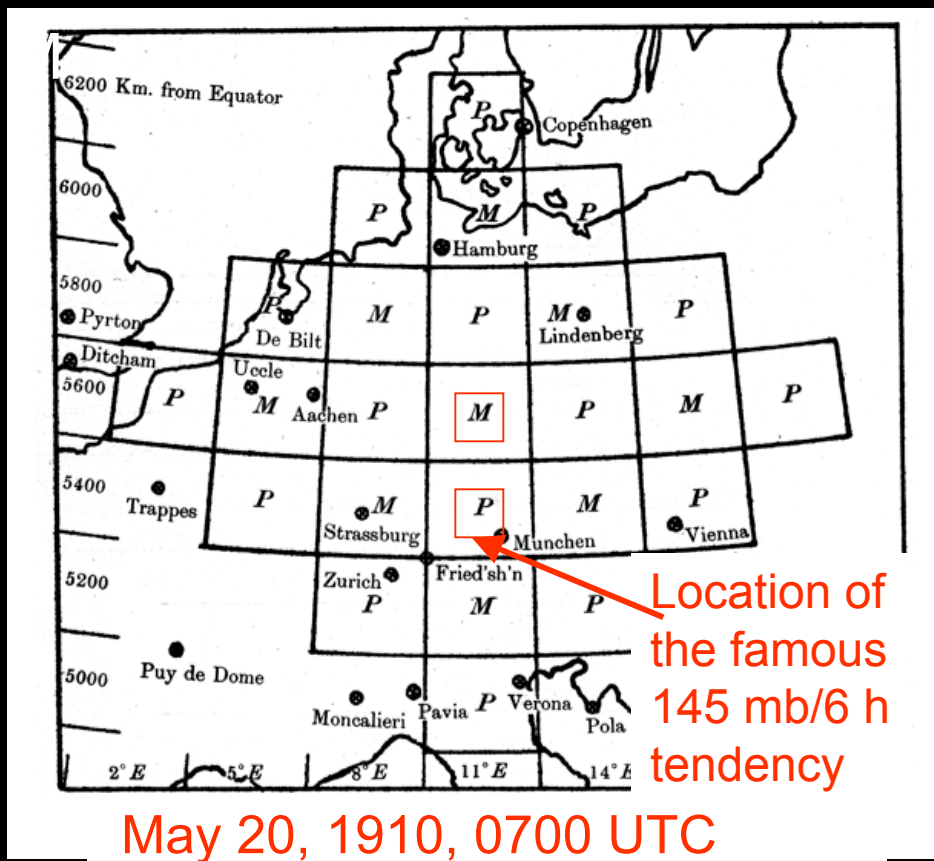 6200 Km. from Equator
P
Copenhagen
6000
P
M
P
Hamburg
5800
Pyrton
P
De Bilt
M
P
M
Lindenberg
P
Ditcham
5600
P
Uccle
M
Aachen
P
M
P
M
P
5400
Trappes
P
M
Strassburg
P
Munchen
M
P
Vienna
5200
Zurich
P
Fried'sh'n
M
P
Location of
the famous
145 mb/6 h
tendency
5000
Puy de Dome
Moncalieri
Pavia
P
Verona
Pola
2°E
5°E
8°E
11°E
14°E
May 20, 1910, 0700 UTC